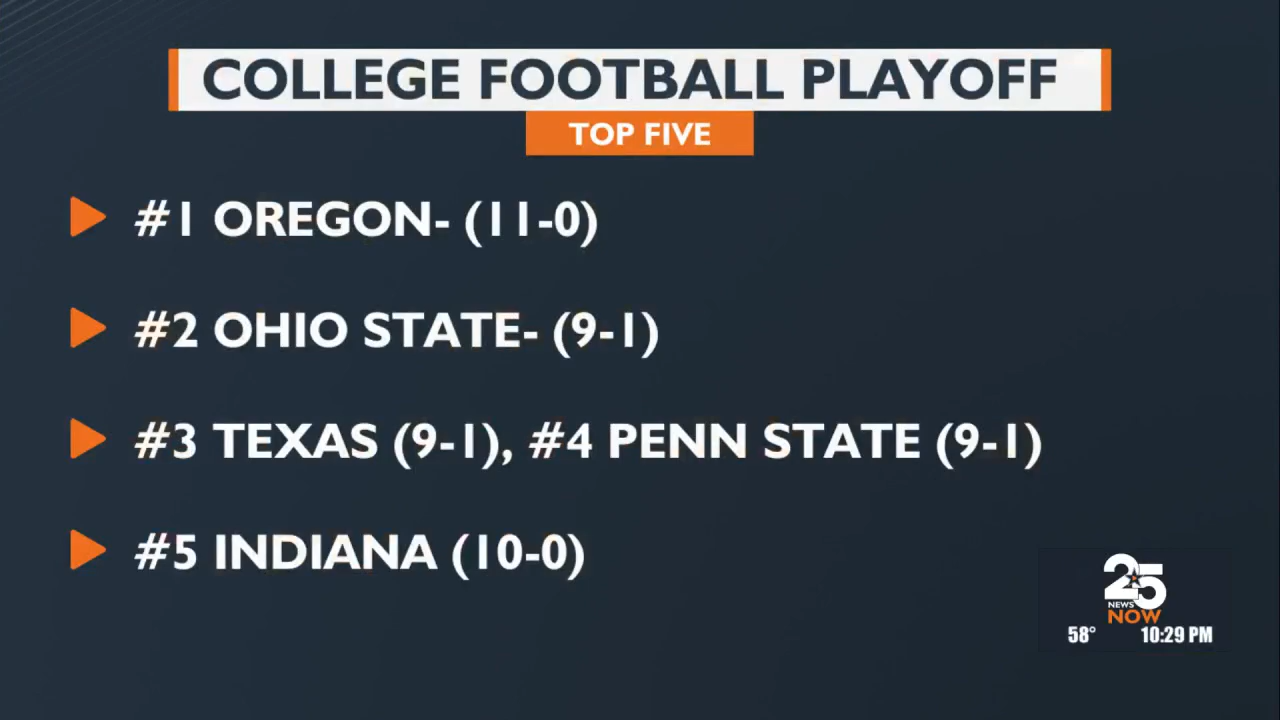 COLLEGE FOOTBALL PLAYOFF
TOP FIVE
#1 OREGON- (11-0)
#2 OHIO STATE- (9-1)
#3 TEXAS (9-1), #4 PENN STATE (9-1)
#5 INDIANA (10-0)
25
NEWS
NOW
58° 10:29 PM